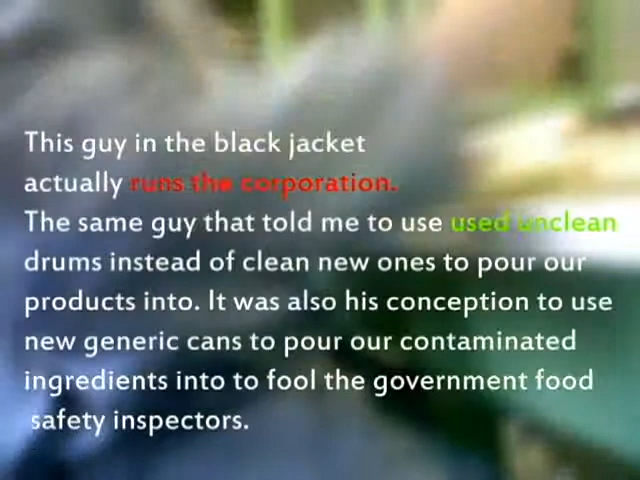 This guy in the black jacket
actually runs the corporation.
The same guy that told me to use used unclean
drums instead of clean new ones to pour our
products into. It was also his conception to use
new generic cans to pour our contaminated
ingredients into to fool the government food
safety inspectors.